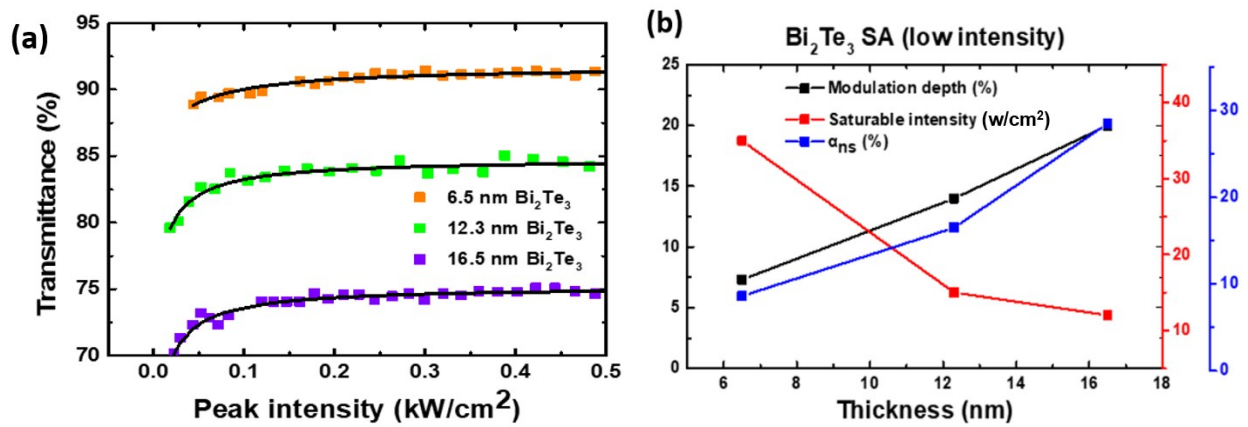 (a)
95
90
85
80
75
70
Transmittance (%)
6.5 nm Bi2Te3
12.3 nm Bi2Te3
16.5 nm Bi2Te3
0.0 0.1 0.2 0.3 0.4 0.5
Peak intensity (kW/cm²)
(b)
Bi2Te3 SA (low intensity)
25
20
15
10
5
0
Modulation depth (%)
Saturable intensity (w/cm²)
αns (%)
40
30
20
10
30
20
10
0
6 8 10 12 14 16 18
Thickness (nm)